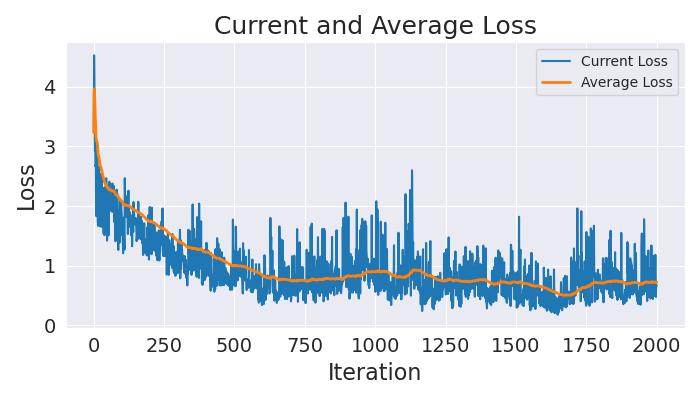 Current and Average Loss
Current Loss
Average Loss
4
3
2
1
0
Loss
0 250 500 750 1000 1250 1500 1750 2000
Iteration